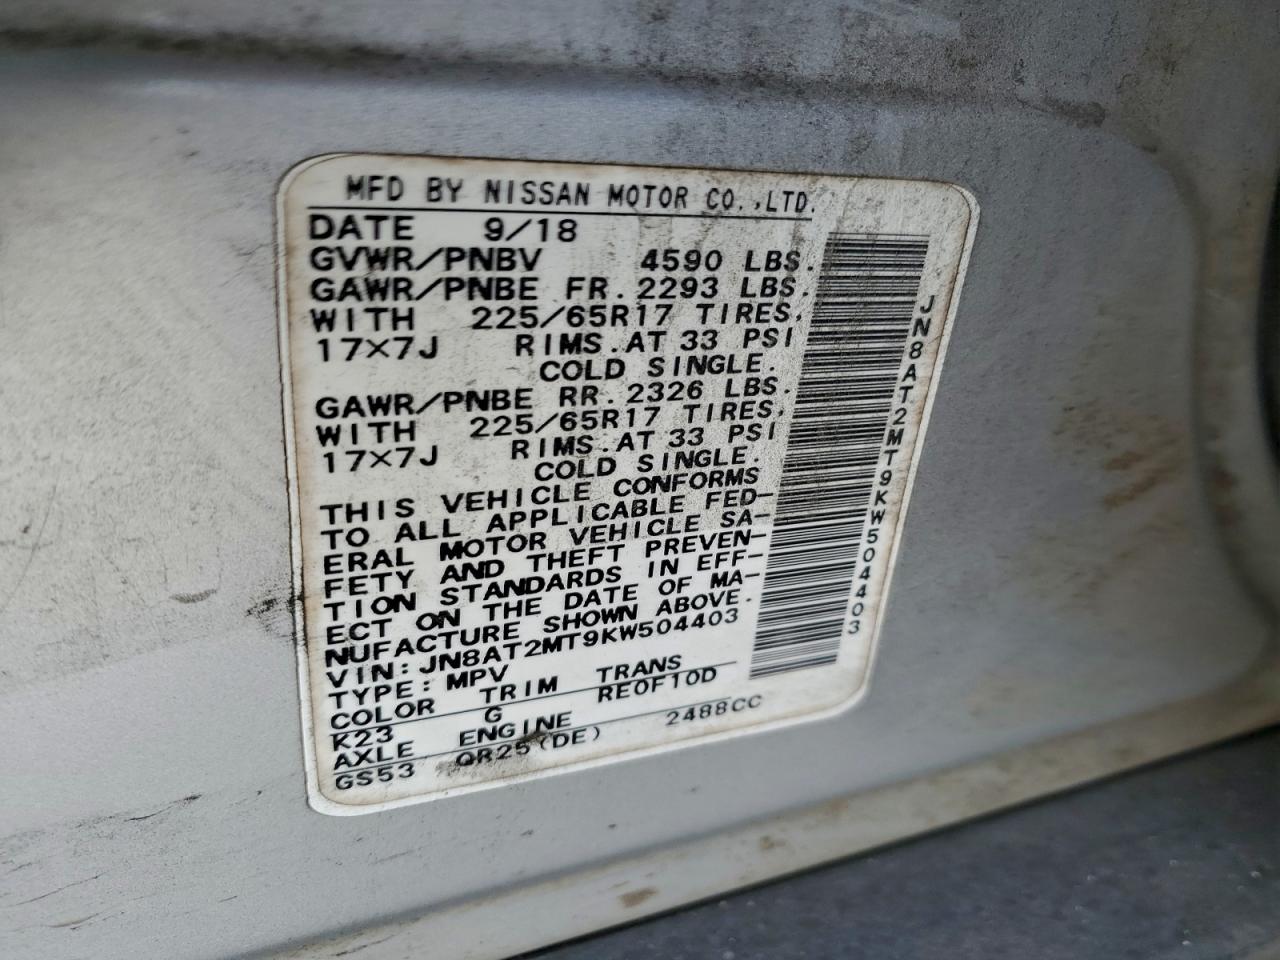 MFD BY NISSAN MOTOR CO.,LTD.
DATE 9/18
GVWR/PNBV 4590 LBS.
GAWR/PNBE FR. 2293 LBS.
WITH 225/65R17 TIRES,
17×7J RIMS. AT 33 PSI
COLD SINGLE.
GAWR/PNBE RR. 2326 LBS.
WITH 225/65R17 TIRES,
17×7J RIMS. AT 33 PSI
COLD SINGLE.
THIS VEHICLE CONFORMS
TO ALL APPLICABLE FED-
ERAL MOTOR VEHICLE SA-
FETY AND THEFT PREVEN-
TION STANDARDS IN EFF-
ECT ON THE DATE OF MA-
NUFACTURE SHOWN ABOVE.
VIN: JN8AT2MT9KW504403
TYPE: MPV
COLOR TRIM TRANS
K23 G RE0F10D
AXLE ENGINE
GS53 QR25(DE) 2488CC
JN8AT2MT9KW504403